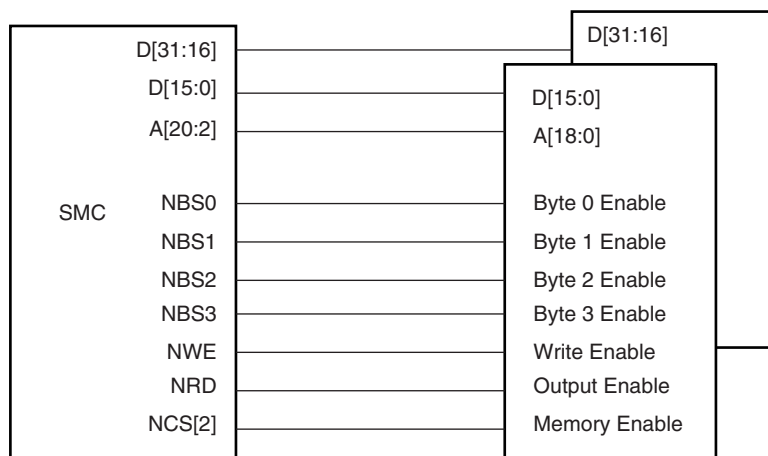 D[31:16] D[31:16]
D[15:0] D[15:0]
A[20:2] A[18:0]
NBS0 Byte 0 Enable
SMC
NBS1 Byte 1 Enable
NBS2 Byte 2 Enable
NBS3 Byte 3 Enable
NWE Write Enable
NRD Output Enable
NCS[2] Memory Enable